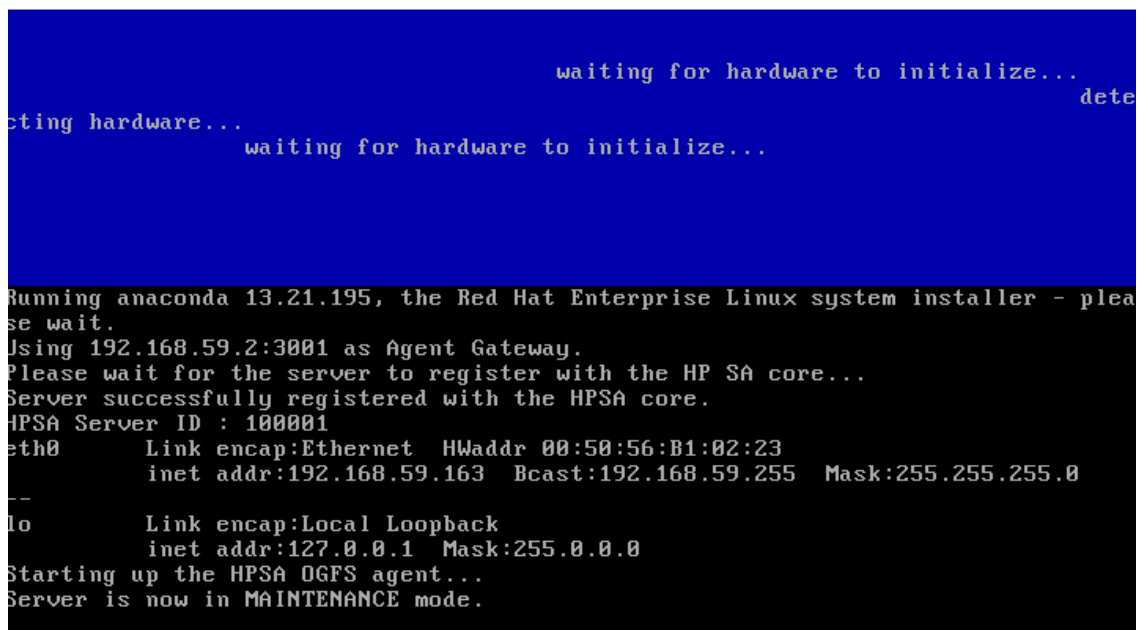 waiting for hardware to initialize...
dete
cting hardware...
waiting for hardware to initialize...
Running anaconda 13.21.195, the Red Hat Enterprise Linux system installer - plea
se wait.
Using 192.168.59.2:3001 as Agent Gateway.
Please wait for the server to register with the HP SA core...
Server successfully registered with the HPSA core.
HPSA Server ID : 100001
eth0 Link encap:Ethernet HWaddr 00:50:56:B1:02:23
inet addr:192.168.59.163 Bcast:192.168.59.255 Mask:255.255.255.0
--
lo Link encap:Local Loopback
inet addr:127.0.0.1 Mask:255.0.0.0
Starting up the HPSA OGFS agent...
Server is now in MAINTENANCE mode.